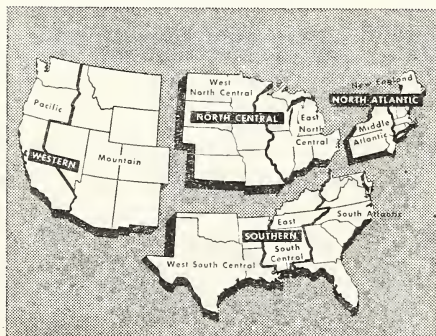 Pacific
WESTERN
Mountain
West
North Central
NORTH CENTRAL
East
North
Central
New England
NORTH ATLANTIC
Middle
Atlantic
SOUTHERN
West South Central
East
South
Central
South Atlantic